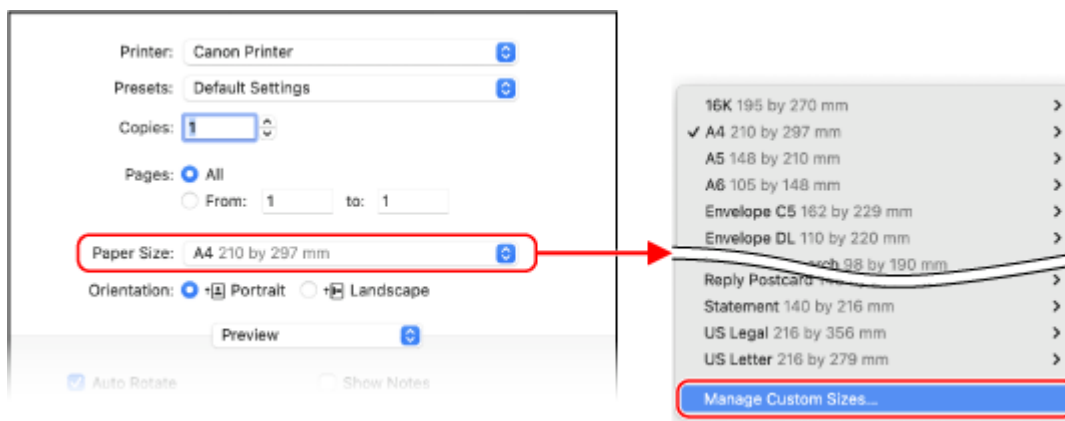 Printer: Canon Printer
Presets: Default Settings
Copies: 1
Pages: All
From: 1 to: 1
Paper Size: A4 210 by 297 mm
Orientation: Portrait Landscape
Preview
Auto Rotate Show Notes
16K 195 by 270 mm
A4 210 by 297 mm
A5 148 by 210 mm
A6 105 by 148 mm
Envelope C5 162 by 229 mm
Envelope DL 110 by 220 mm
98 by 190 mm
Reply Postcard
Statement 140 by 216 mm
US Legal 216 by 356 mm
US Letter 216 by 279 mm
Manage Custom Sizes...